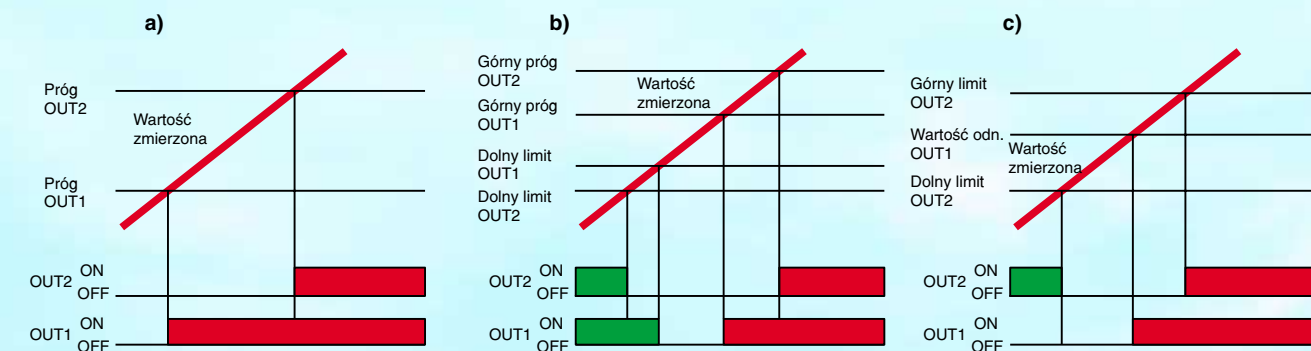 a)
Próg
OUT2
Wartość
zmierzona
Próg
OUT1
OUT2 ON
OFF
OUT1 ON
OFF
b)
Górny próg
OUT2
Wartość
zmierzona
Górny próg
OUT1
Dolny limit
OUT1
Dolny limit
OUT2
OUT2 ON
OFF
OUT1 ON
OFF
c)
Górny limit
OUT2
Wartość odn.
OUT1
Wartość
zmierzona
Dolny limit
OUT2
OUT2 ON
OFF
OUT1 ON
OFF